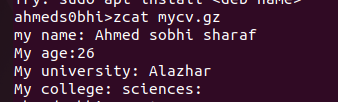 Try: sudo apt install <deb name>
ahmeds0bhi>zcat mycv.gz
my name: Ahmed sobhi sharaf
My age:26
My university: Alazhar
My college: sciences: